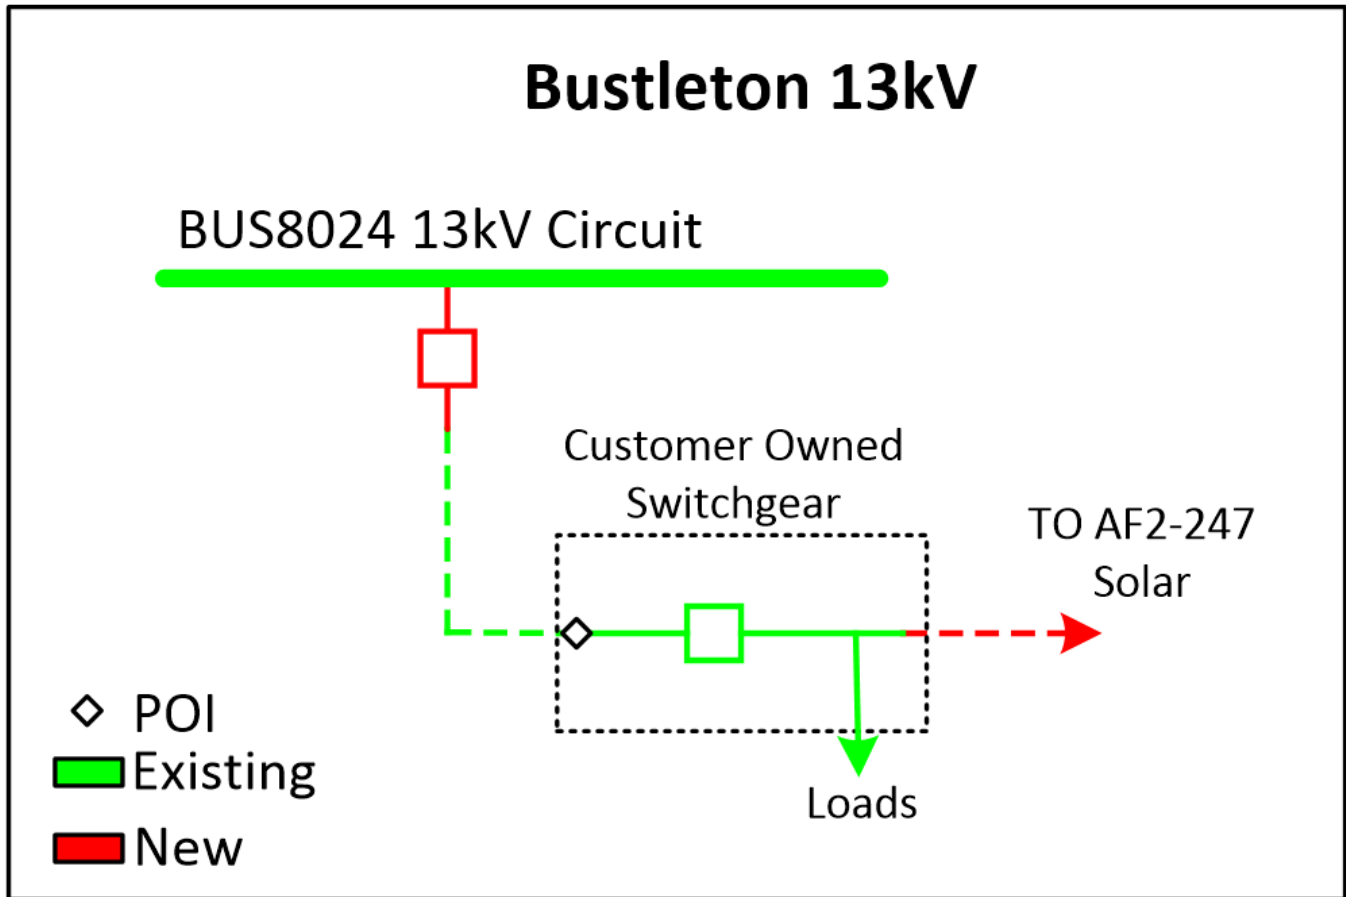 Bustleton 13kV
BUS8024 13kV Circuit
Customer Owned
Switchgear
TO AF2-247
Solar
Loads
POI
Existing
New